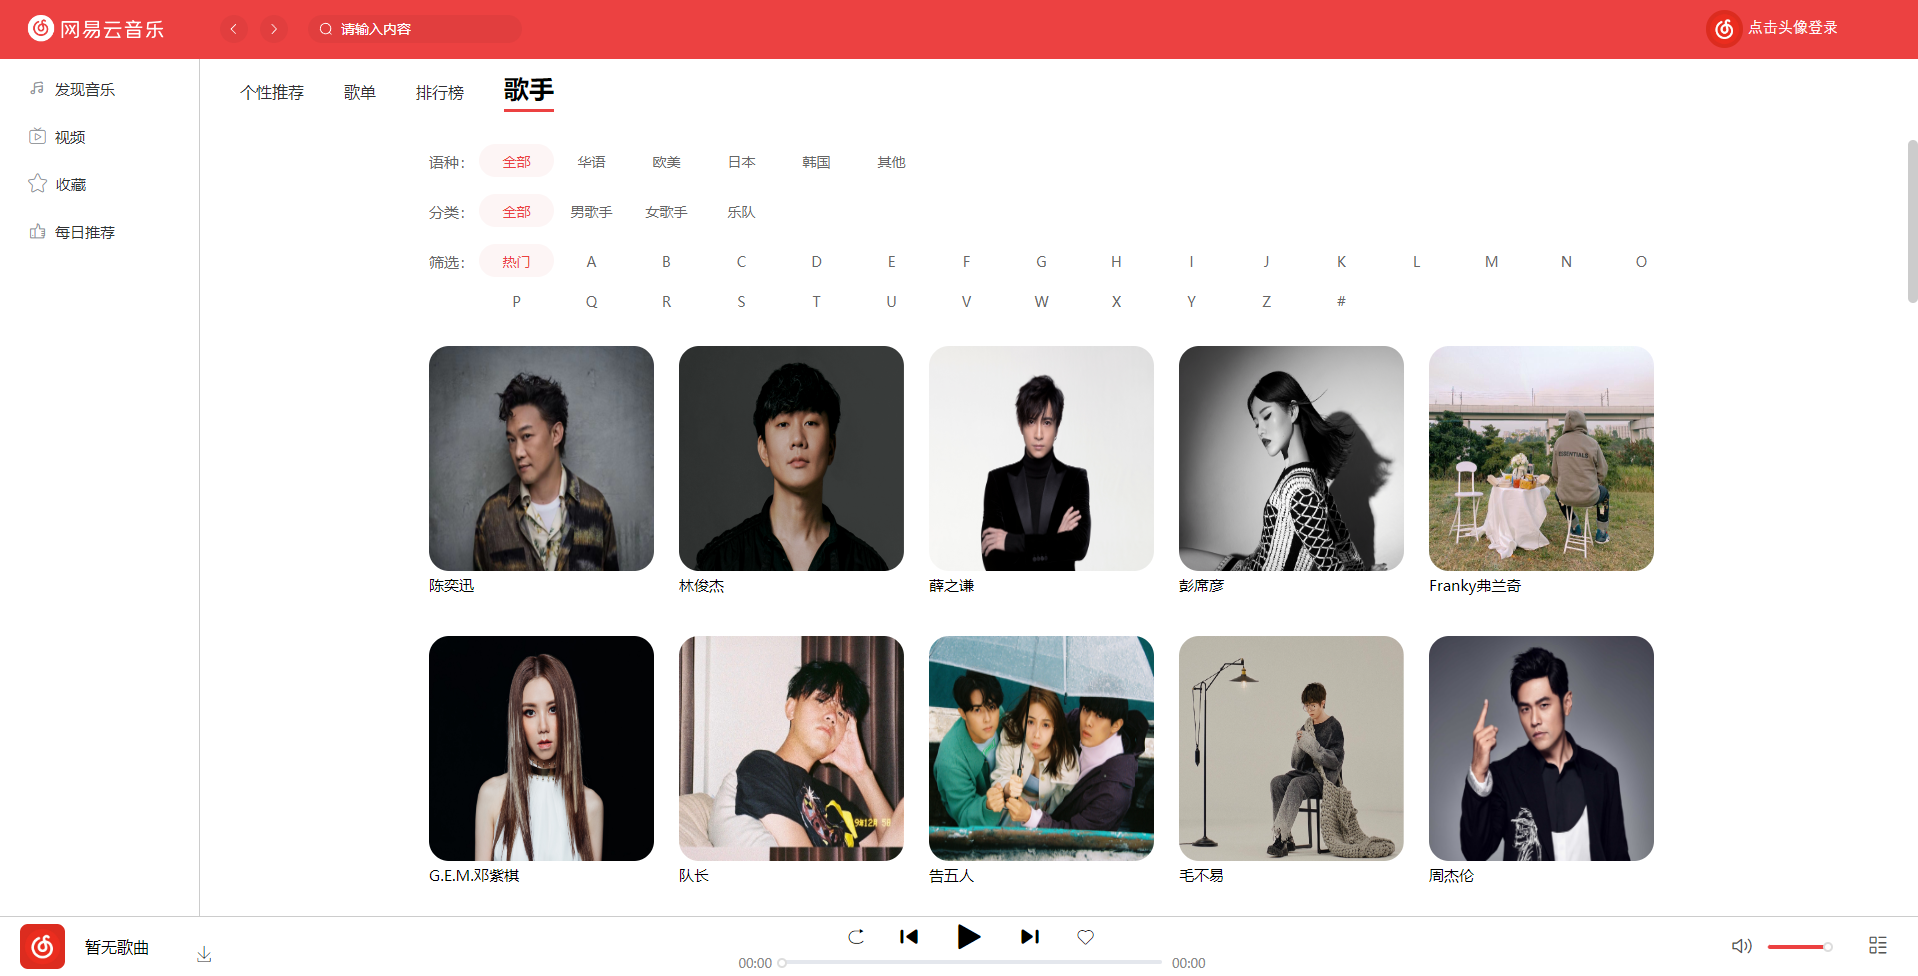 网易云音乐
请输入内容
点击头像登录
发现音乐
视频
收藏
每日推荐
个性推荐 歌单 排行榜 歌手
语种： 全部 华语 欧美 日本 韩国 其他
分类： 全部 男歌手 女歌手 乐队
筛选： 热门 A B C D E F G H I J K L M N O
P Q R S T U V W X Y Z #
ESSENTIALS
陈奕迅 林俊杰 薛之谦 彭席彦 Franky弗兰奇
G.E.M.邓紫棋 队长 告五人 毛不易 周杰伦
暂无歌曲
00:00 00:00